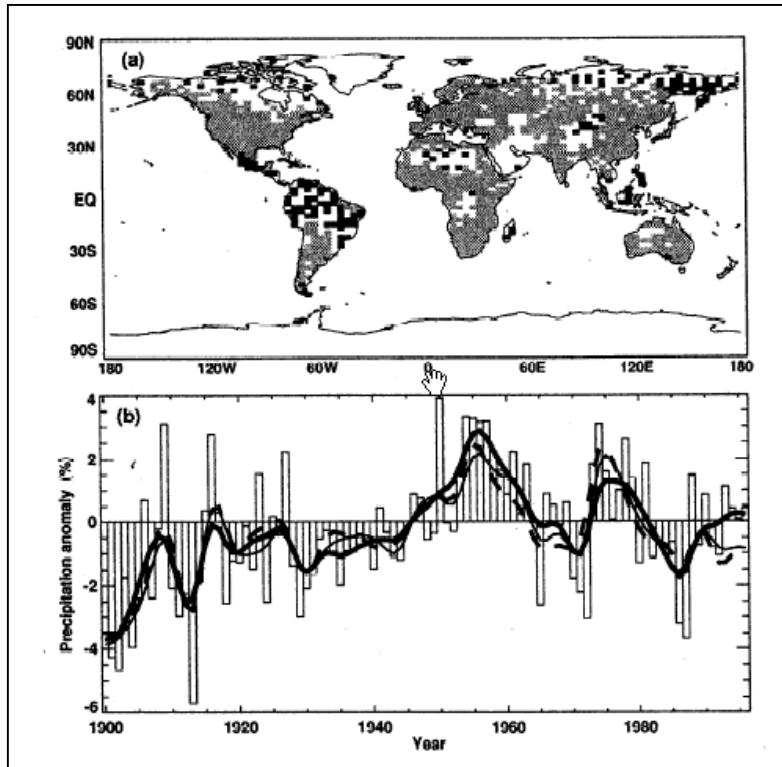 90N
(a)
60N
30N
EQ
30S
60S
90S
180 120W 60W 0 60E 120E 180
4
(b)
2
0
-2
-4
-6
Precipitation anomaly (%)
1900 1920 1940 1960 1980
Year